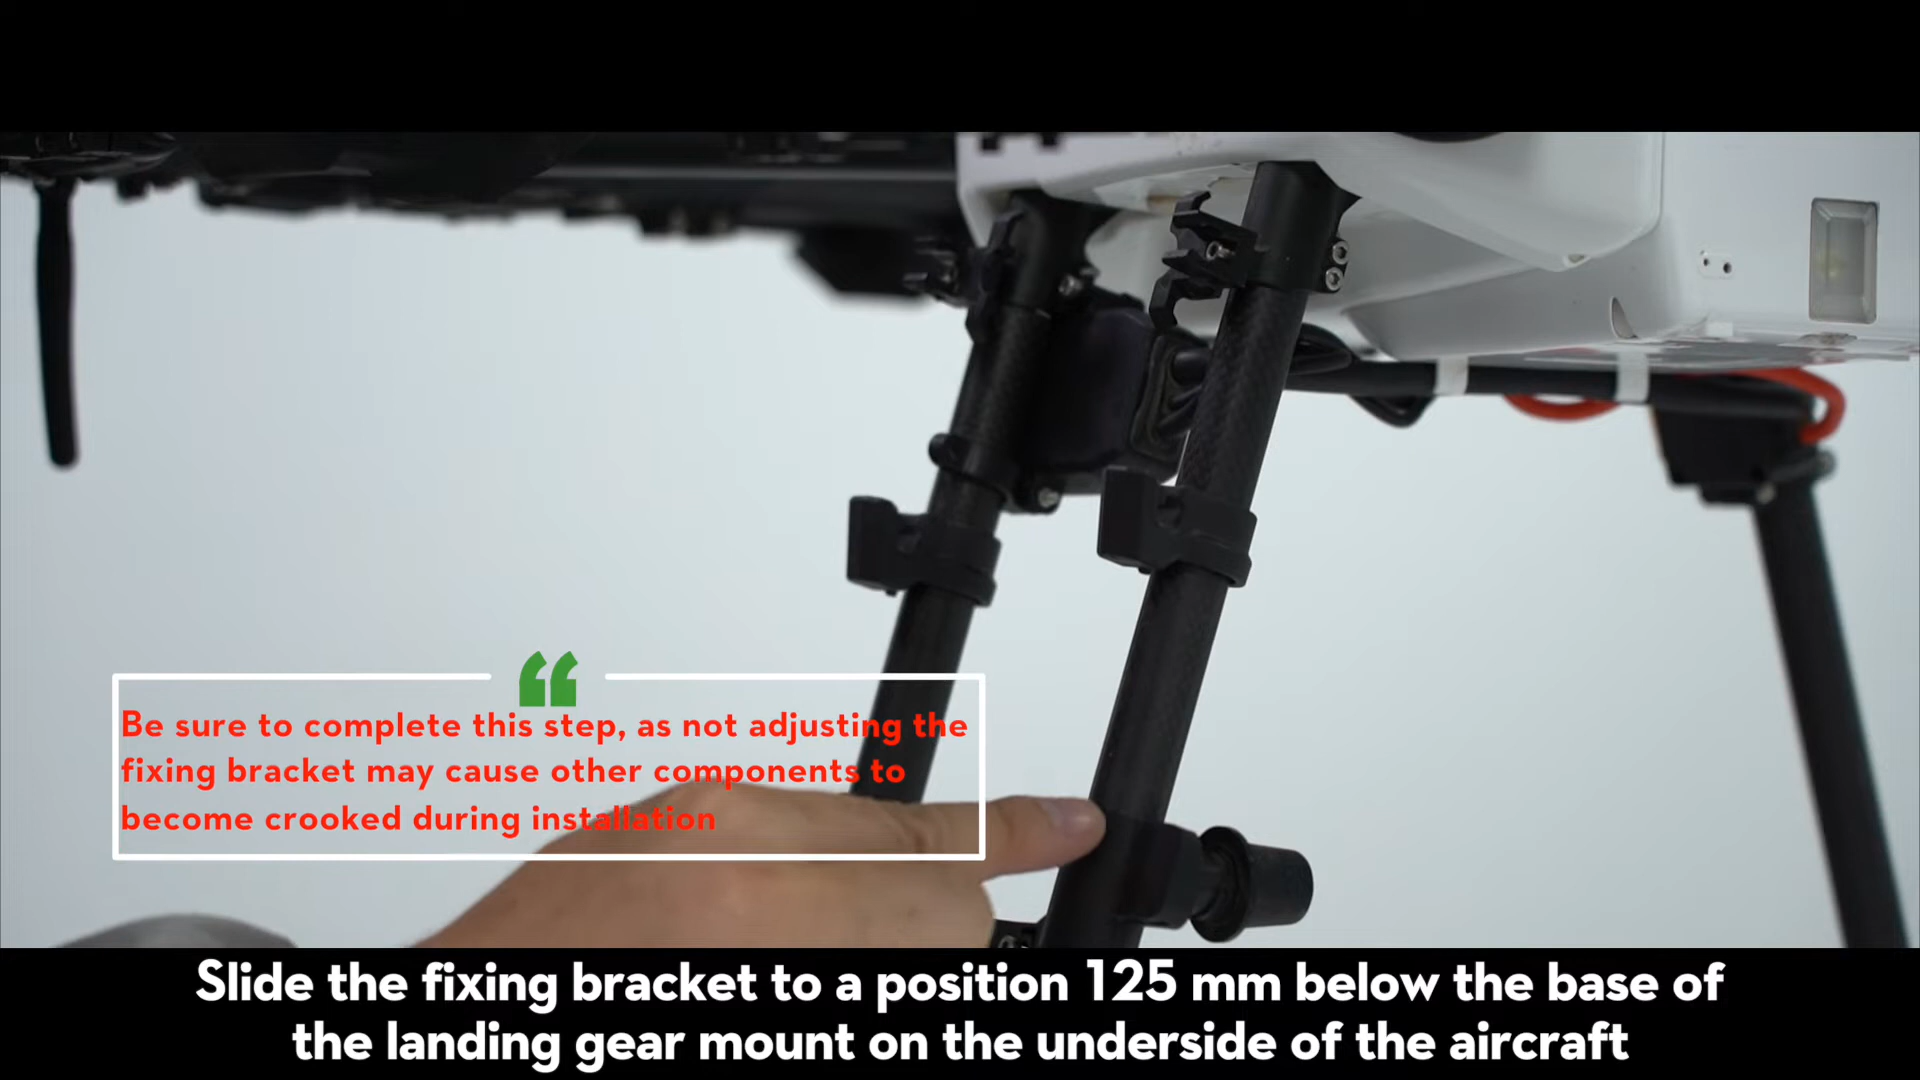 Be sure to complete this step, as not adjusting the
fixing bracket may cause other components to
become crooked during installation
Slide the fixing bracket to a position 125 mm below the base of
the landing gear mount on the underside of the aircraft